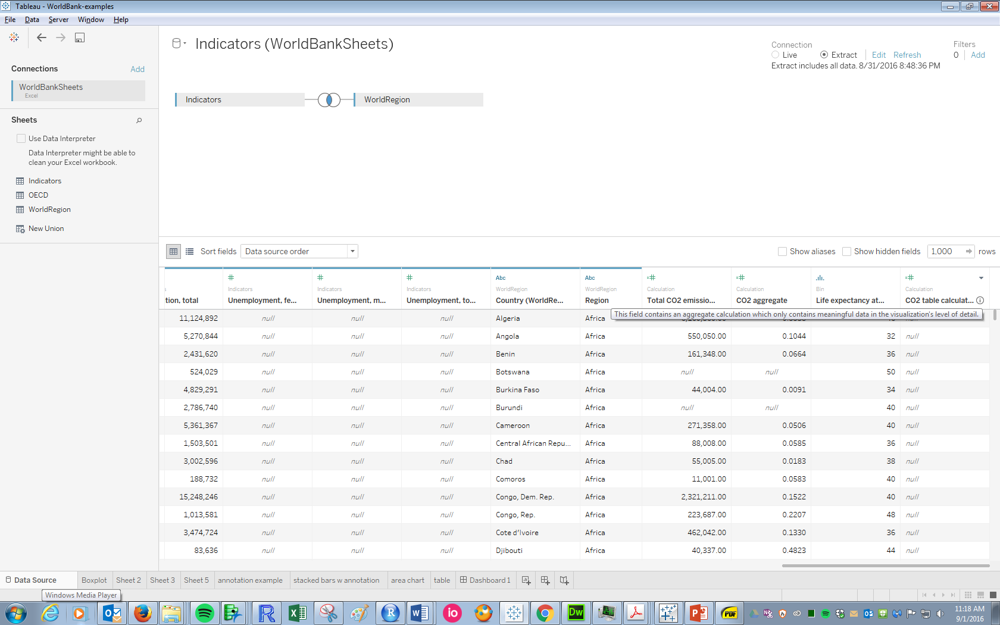 Tableau - WorldBank-examples
File Data Server Window Help
Indicators (WorldBankSheets)
Connection
Live Extract Edit Refresh
Extract includes all data. 8/31/2016 8:48:36 PM
Filters
0 Add
Connections Add
WorldBankSheets
Excel
Indicators WorldRegion
Sheets
Use Data Interpreter
Data Interpreter might be able to
clean your Excel workbook.
Indicators
OECD
WorldRegion
New Union
Sort fields Data source order Show aliases Show hidden fields 1,000 rows
# # # Abc Abc =# =# =#
Indicators Indicators Indicators WorldRegion WorldRegion Calculation Calculation Bin Calculation
tion, total Unemployment, fe... Unemployment, m... Unemployment, to... Country (WorldRe... Region Total CO2 emissio... CO2 aggregate Life expectancy at... CO2 table calculat...
This field contains an aggregate calculation which only contains meaningful data in the visualization's level of detail.
11,124,892 null null null Algeria Africa
5,270,844 null null null Angola Africa 550,050.00 0.1044 32 null
2,431,620 null null null Benin Africa 161,348.00 0.0664 36 null
524,029 null null null Botswana Africa null null 50 null
4,829,291 null null null Burkina Faso Africa 44,004.00 0.0091 34 null
2,786,740 null null null Burundi Africa null null 40 null
5,361,367 null null null Cameroon Africa 271,358.00 0.0506 40 null
1,503,501 null null null Central African Repu... Africa 88,008.00 0.0585 36 null
3,002,596 null null null Chad Africa 55,005.00 0.0183 38 null
188,732 null null null Comoros Africa 11,001.00 0.0583 40 null
15,248,246 null null null Congo, Dem. Rep. Africa 2,321,211.00 0.1522 40 null
1,013,581 null null null Congo, Rep. Africa 223,687.00 0.2207 48 null
3,474,724 null null null Cote d'Ivoire Africa 462,042.00 0.1330 36 null
83,636 null null null Djibouti Africa 40,337.00 0.4823 44 null
Data Source Boxplot Sheet 2 Sheet 3 Sheet 5 annotation example stacked bars w annotation area chart table Dashboard 1
Windows Media Player
io Dw PDF
11:18 AM
9/1/2016